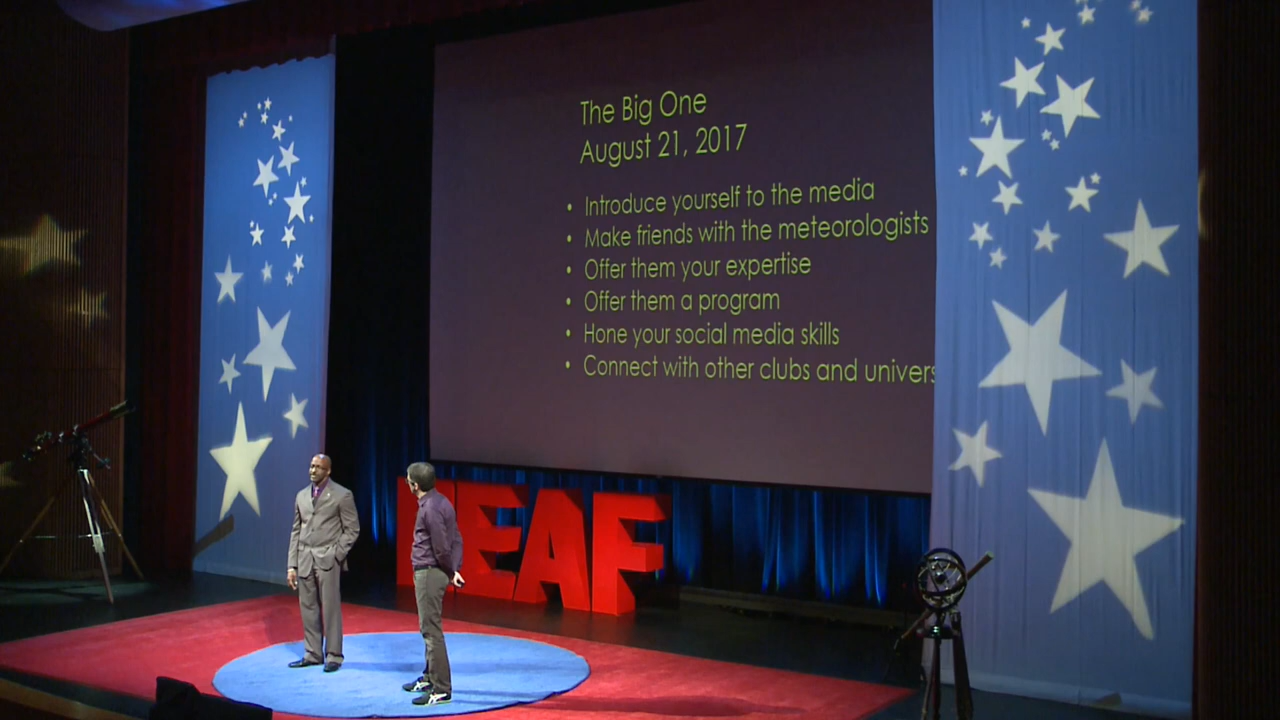 The Big One
August 21, 2017
• Introduce yourself to the media
• Make friends with the meteorologists
• Offer them your expertise
• Offer them a program
• Hone your social media skills
• Connect with other clubs and univers
NEAF